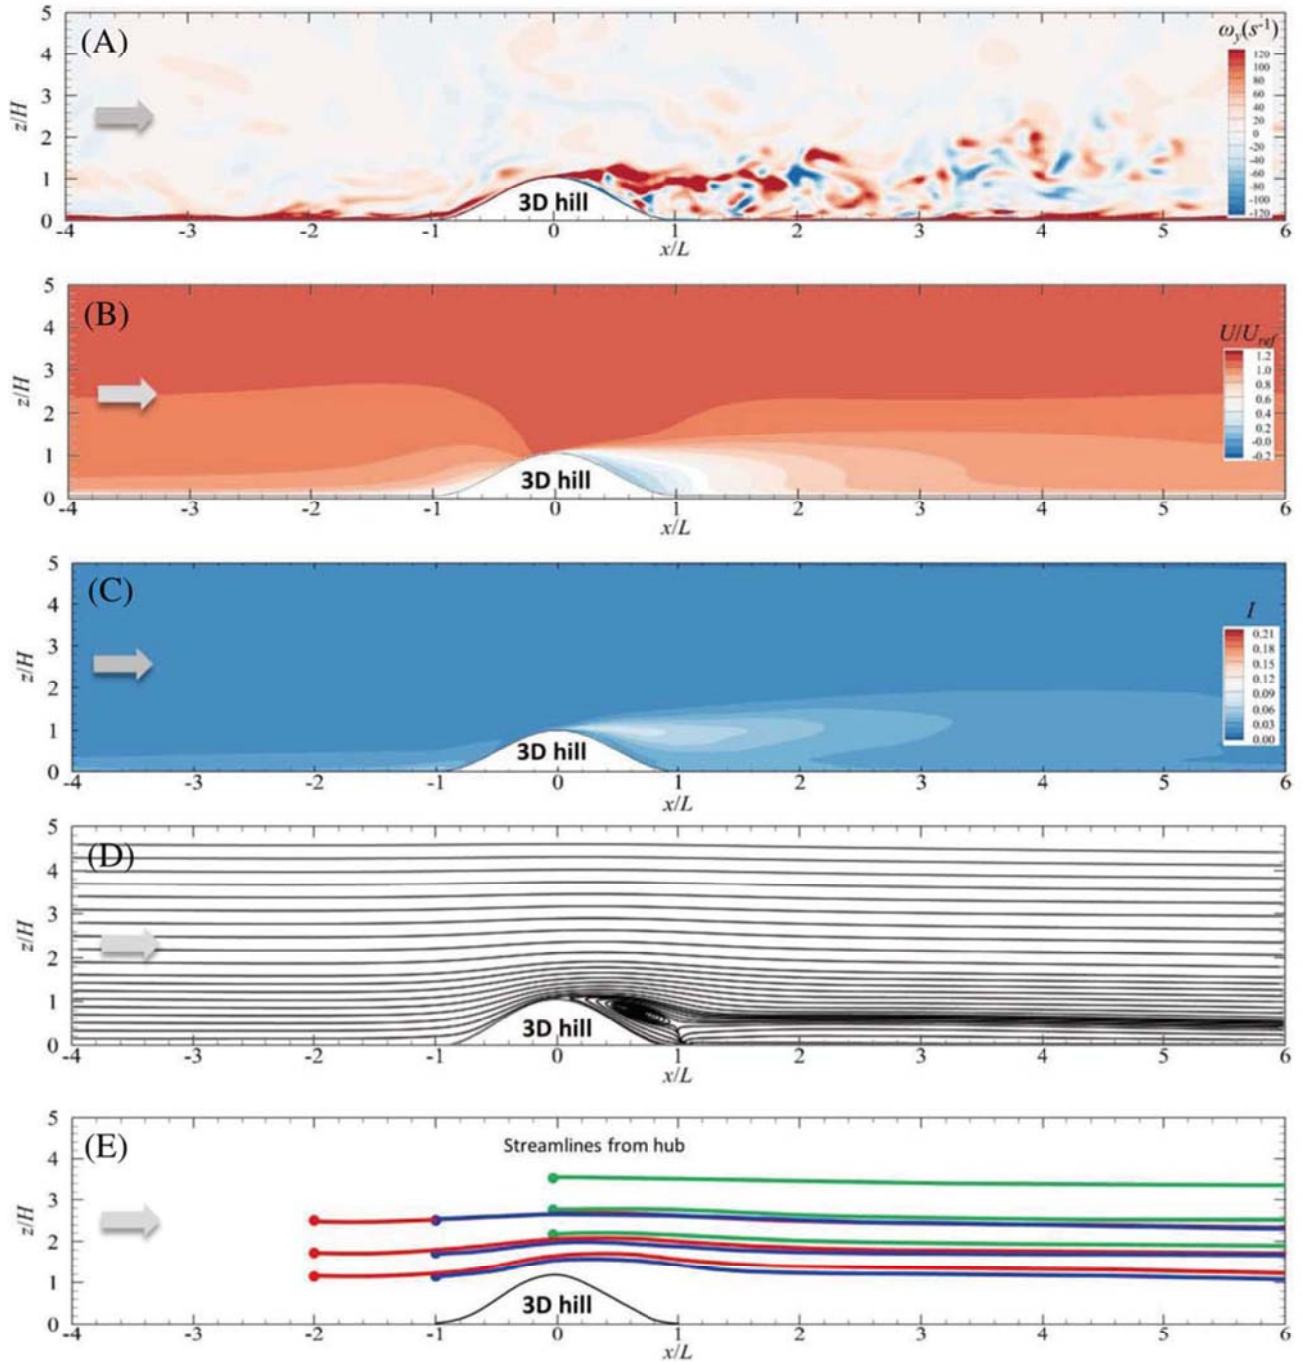 (A)
ωy(s-1)
120
100
80
60
40
20
0
-20
-40
-60
-80
-100
-120
z/H
5
4
3
2
1
0
3D hill
-4 -3 -2 -1 0 1 2 3 4 5 6
x/L
(B)
U/Uref
1.2
1.0
0.8
0.6
0.4
0.2
-0.0
-0.2
z/H
5
4
3
2
1
0
3D hill
-4 -3 -2 -1 0 1 2 3 4 5 6
x/L
(C)
I
0.21
0.18
0.15
0.12
0.09
0.06
0.03
0.00
z/H
5
4
3
2
1
0
3D hill
-4 -3 -2 -1 0 1 2 3 4 5 6
x/L
(D)
z/H
5
4
3
2
1
0
3D hill
-4 -3 -2 -1 0 1 2 3 4 5 6
x/L
(E)
Streamlines from hub
z/H
5
4
3
2
1
0
3D hill
-4 -3 -2 -1 0 1 2 3 4 5 6
x/L